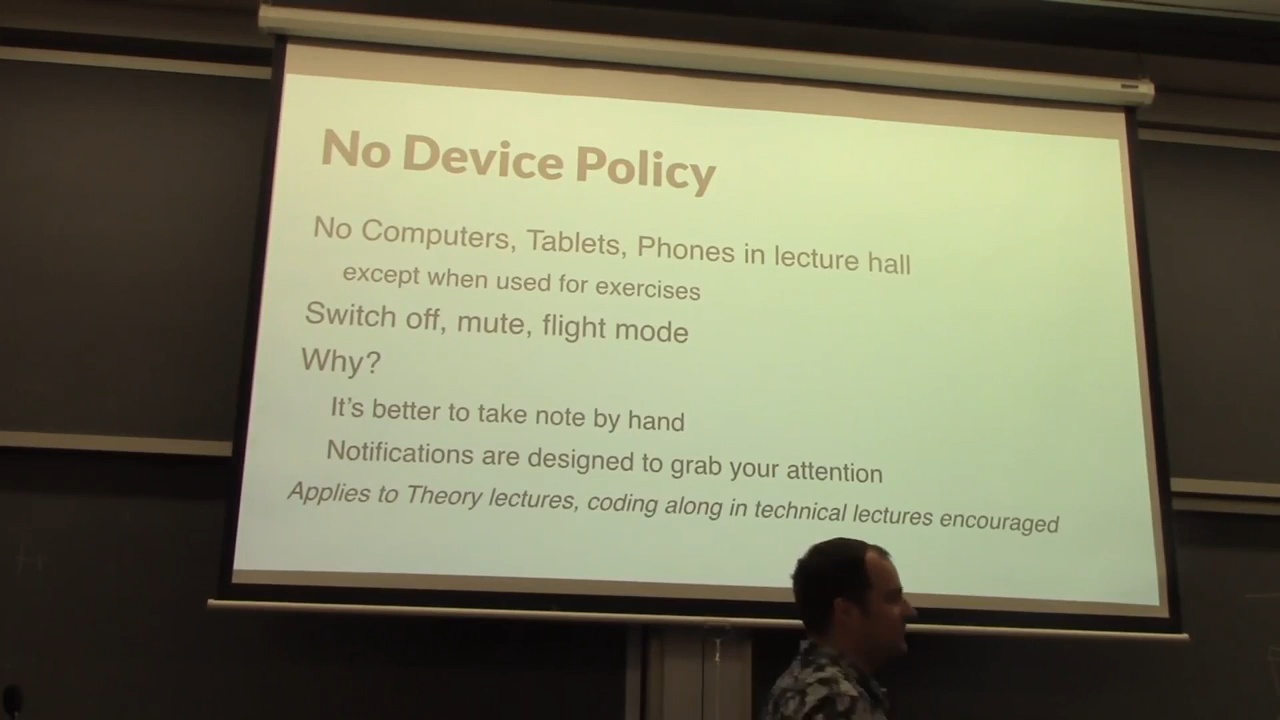 No Device Policy
No Computers, Tablets, Phones in lecture hall
except when used for exercises
Switch off, mute, flight mode
Why?
It's better to take note by hand
Notifications are designed to grab your attention
Applies to Theory lectures, coding along in technical lectures encouraged